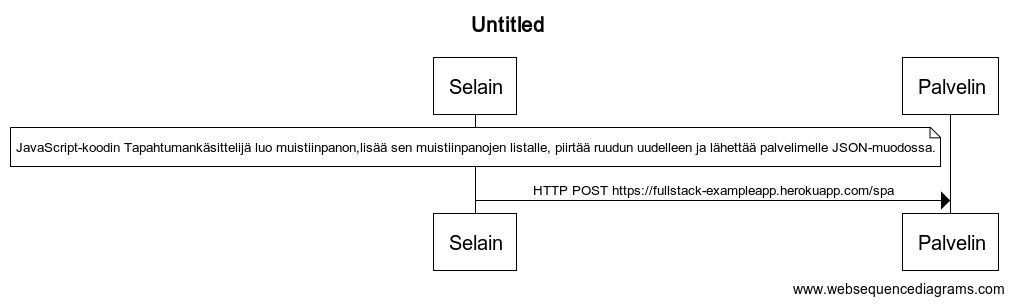 Untitled
Selain
Palvelin
JavaScript-koodin Tapahtumankäsittelijä luo muistiinpanon,lisää sen muistiinpanojen listalle, piirtää ruudun uudelleen ja lähettää palvelimelle JSON-muodossa.
HTTP POST https://fullstack-exampleapp.herokuapp.com/spa
Selain
Palvelin
www.websequencediagrams.com